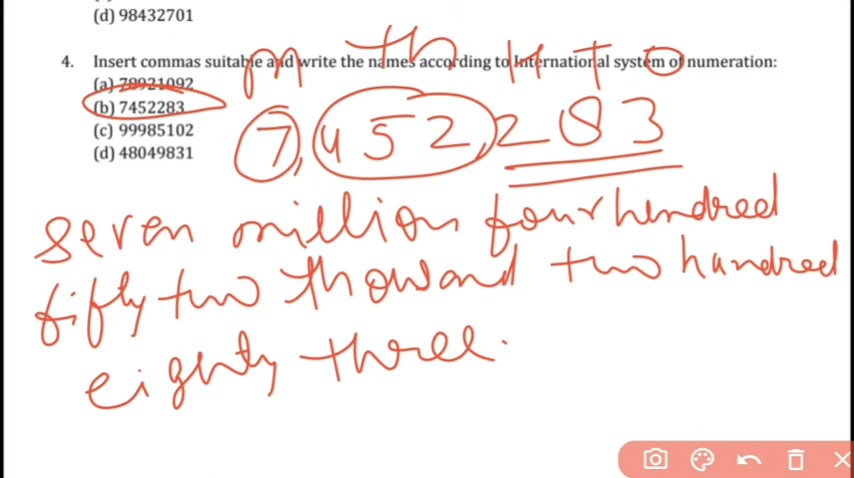 (d) 98432701
4. Insert commas suitable and write the names according to International system of numeration:
(a) 78921092
(b) 7452283
(c) 99985102
(d) 48049831
m th H T O
7,452,283
seven million four hundred
fifty two thousand two hundred
eighty three.